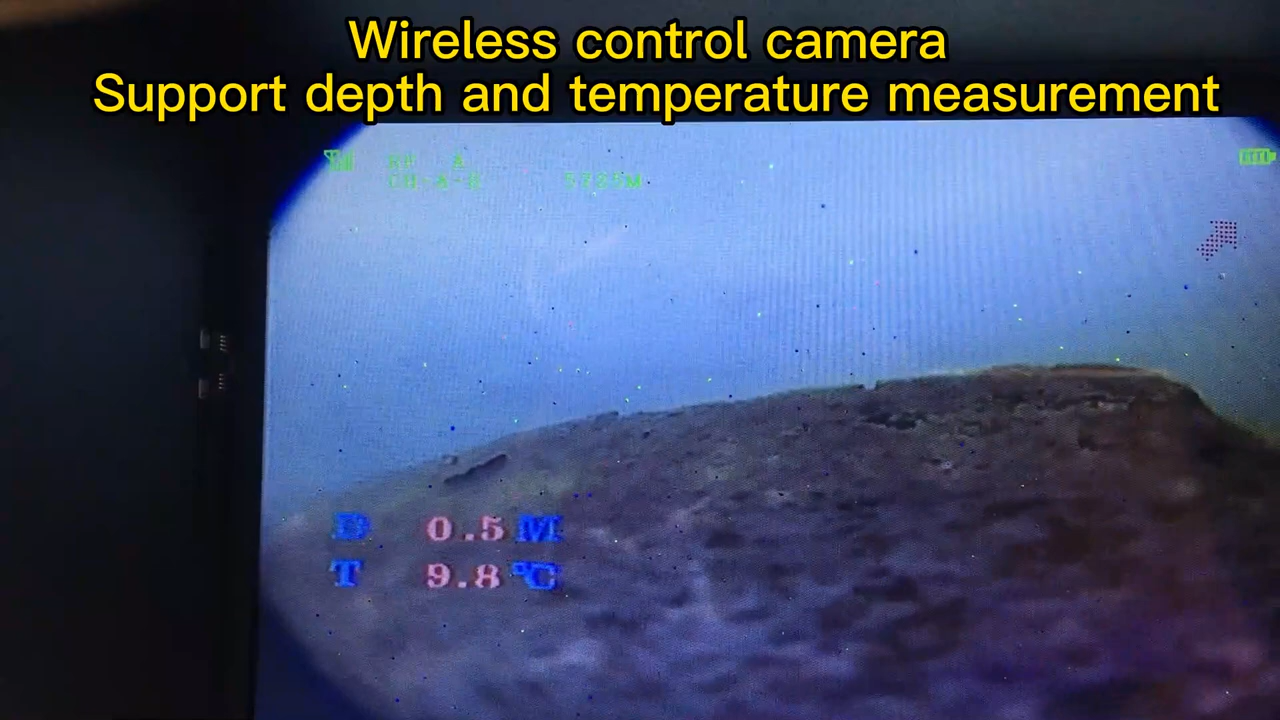 Wireless control camera
Support depth and temperature measurement
D 0.5 M
T 9.8 °C